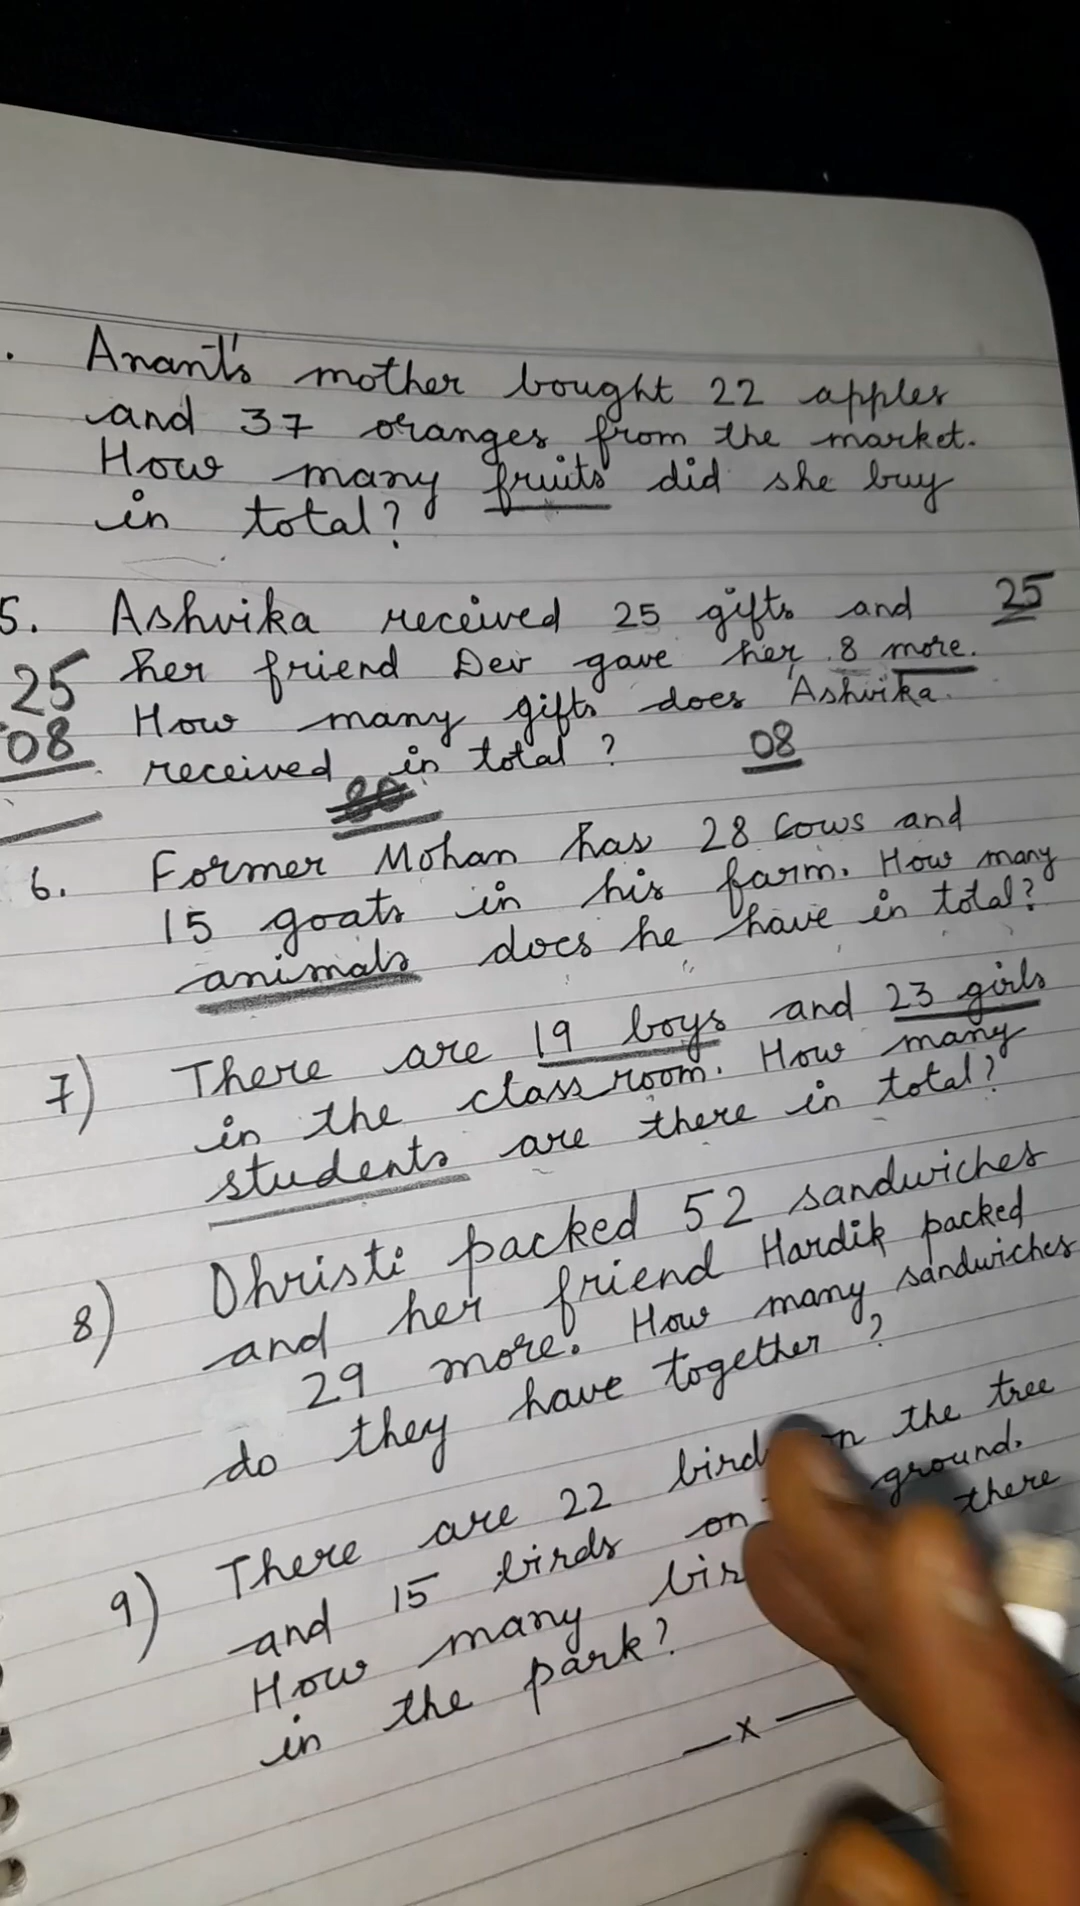 Anant's mother bought 22 apples
and 37 oranges from the market.
How many fruits did she buy
in total?
5. Ashvika received 25 gifts and 25
25 her friend Dev gave her 8 more.
08 How many gifts does Ashvika.
received in total? 08
6. Former Mohan has 28 Cows and
15 goats in his farm. How many
animals does he have in total?
7) There are 19 boys and 23 girls
in the classroom. How many
students are there in total?
8) Dhristi packed 52 sandwiches
and her friend Hardik packed
29 more. How many sandwiches
do they have together?
9) There are 22 on the tree
and 15 birds on ground.
How many there
in the park?
x